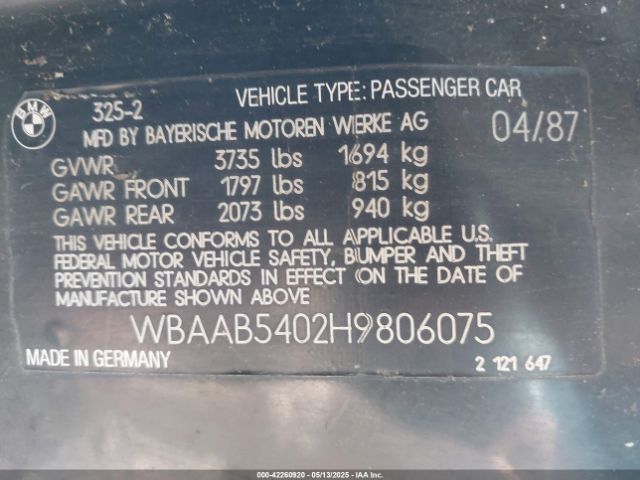 BMW
325-2 VEHICLE TYPE: PASSENGER CAR
MFD BY BAYERISCHE MOTOREN WERKE AG 04/87
GVWR 3735 lbs 1694 kg
GAWR FRONT 1797 lbs 815 kg
GAWR REAR 2073 lbs 940 kg
THIS VEHICLE CONFORMS TO ALL APPLICABLE U.S.
FEDERAL MOTOR VEHICLE SAFETY, BUMPER AND THEFT
PREVENTION STANDARDS IN EFFECT ON THE DATE OF
MANUFACTURE SHOWN ABOVE
WBAAB5402H9806075
MADE IN GERMANY 2 121 647
000-42260920 - 05/13/2025 - COPYRIGHT IAA, INC.